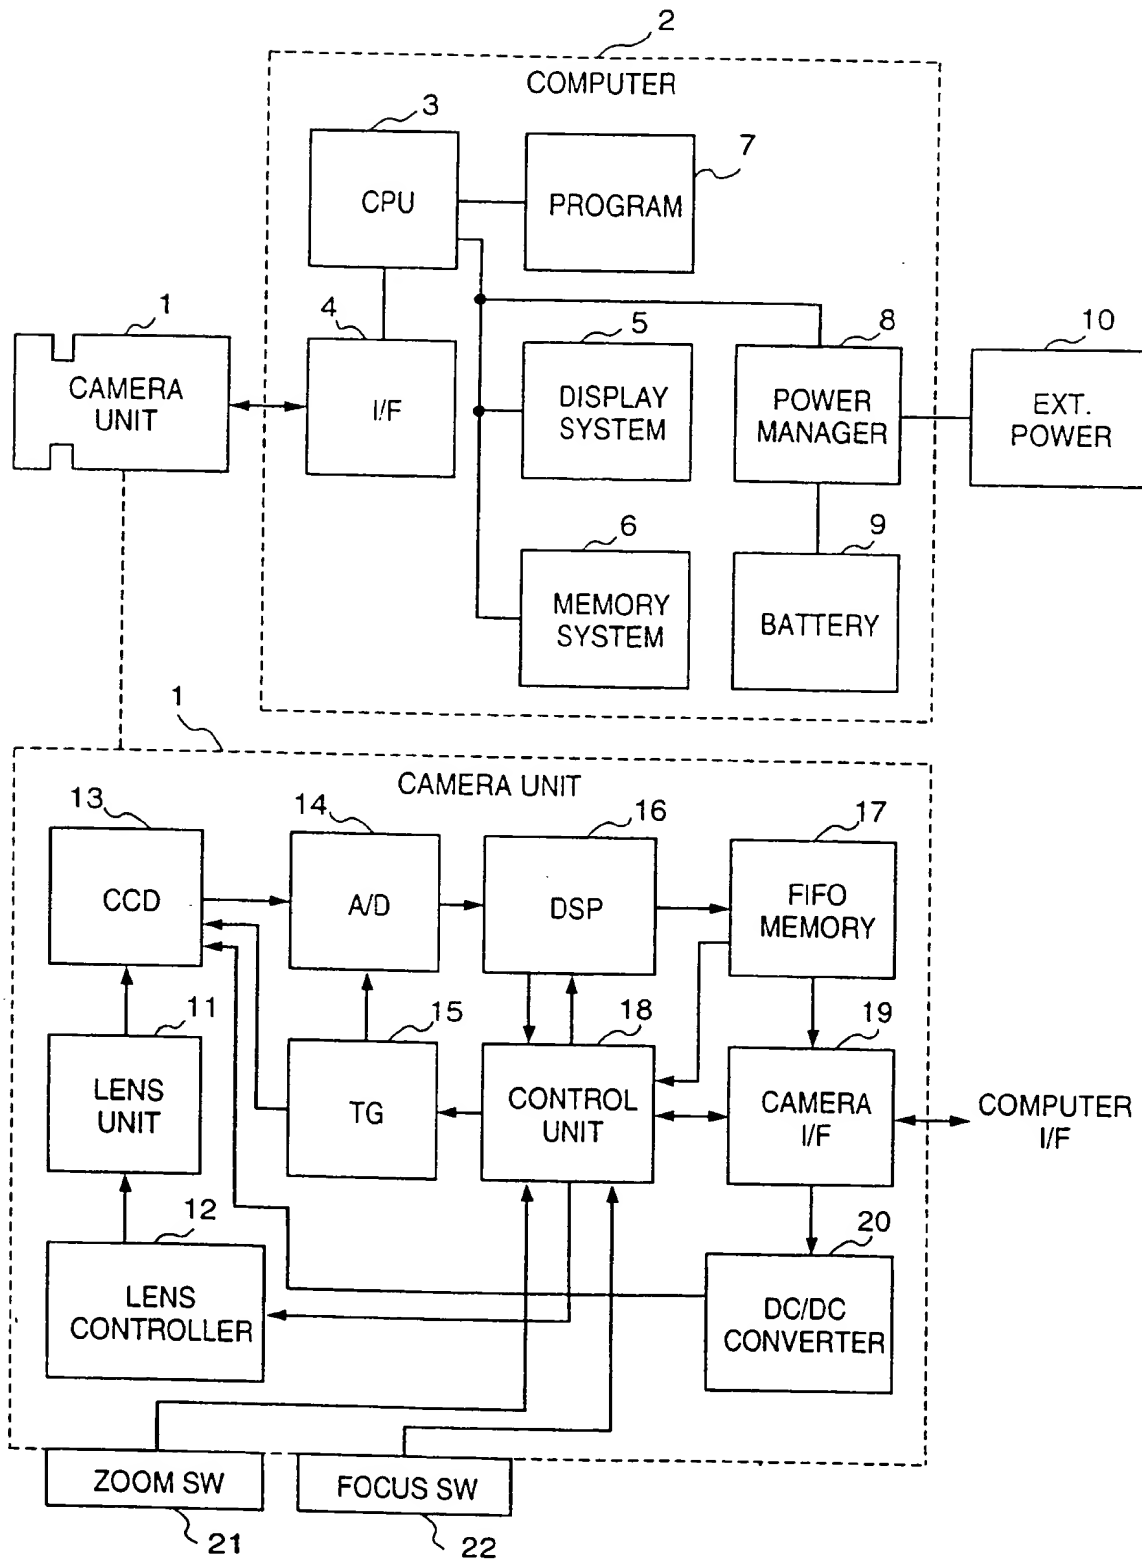 2
COMPUTER
3
7
CPU
PROGRAM
1
4
5
8
10
CAMERA
UNIT
I/F
DISPLAY
SYSTEM
POWER
MANAGER
EXT.
POWER
6
9
MEMORY
SYSTEM
BATTERY
1
CAMERA UNIT
13
14
16
17
CCD
A/D
DSP
FIFO
MEMORY
11
15
18
19
LENS
UNIT
TG
CONTROL
UNIT
CAMERA
I/F
COMPUTER
I/F
12
20
LENS
CONTROLLER
DC/DC
CONVERTER
ZOOM SW
FOCUS SW
21
22